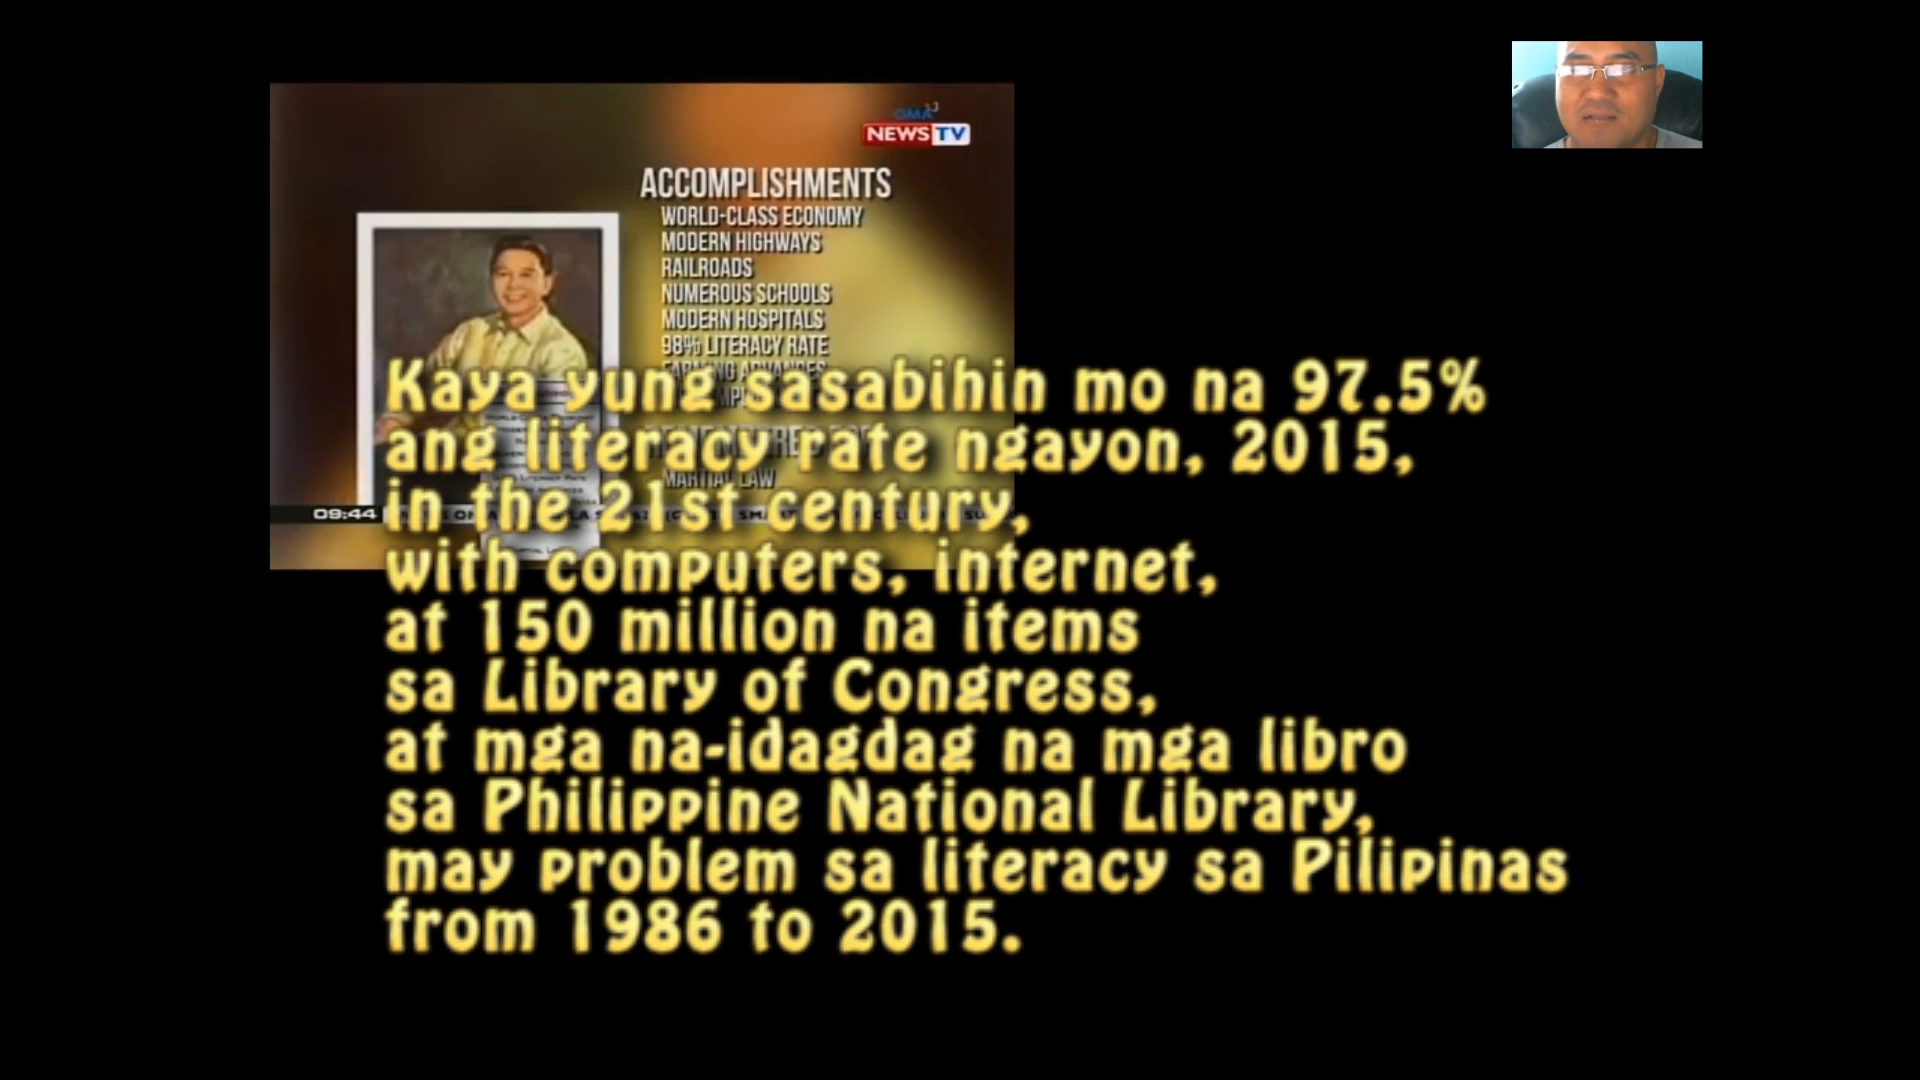 GMA
NEWS TV
ACCOMPLISHMENTS
WORLD-CLASS ECONOMY
MODERN HIGHWAYS
RAILROADS
NUMEROUS SCHOOLS
MODERN HOSPITALS
98% LITERACY RATE
MARTIAL LAW
09:44
Kaya yung sasabihin mo na 97.5%
ang literacy rate ngayon, 2015,
in the 21st century,
with computers, internet,
at 150 million na items
sa Library of Congress,
at mga na-idagdag na mga libro
sa Philippine National Library,
may problem sa literacy sa Pilipinas
from 1986 to 2015.